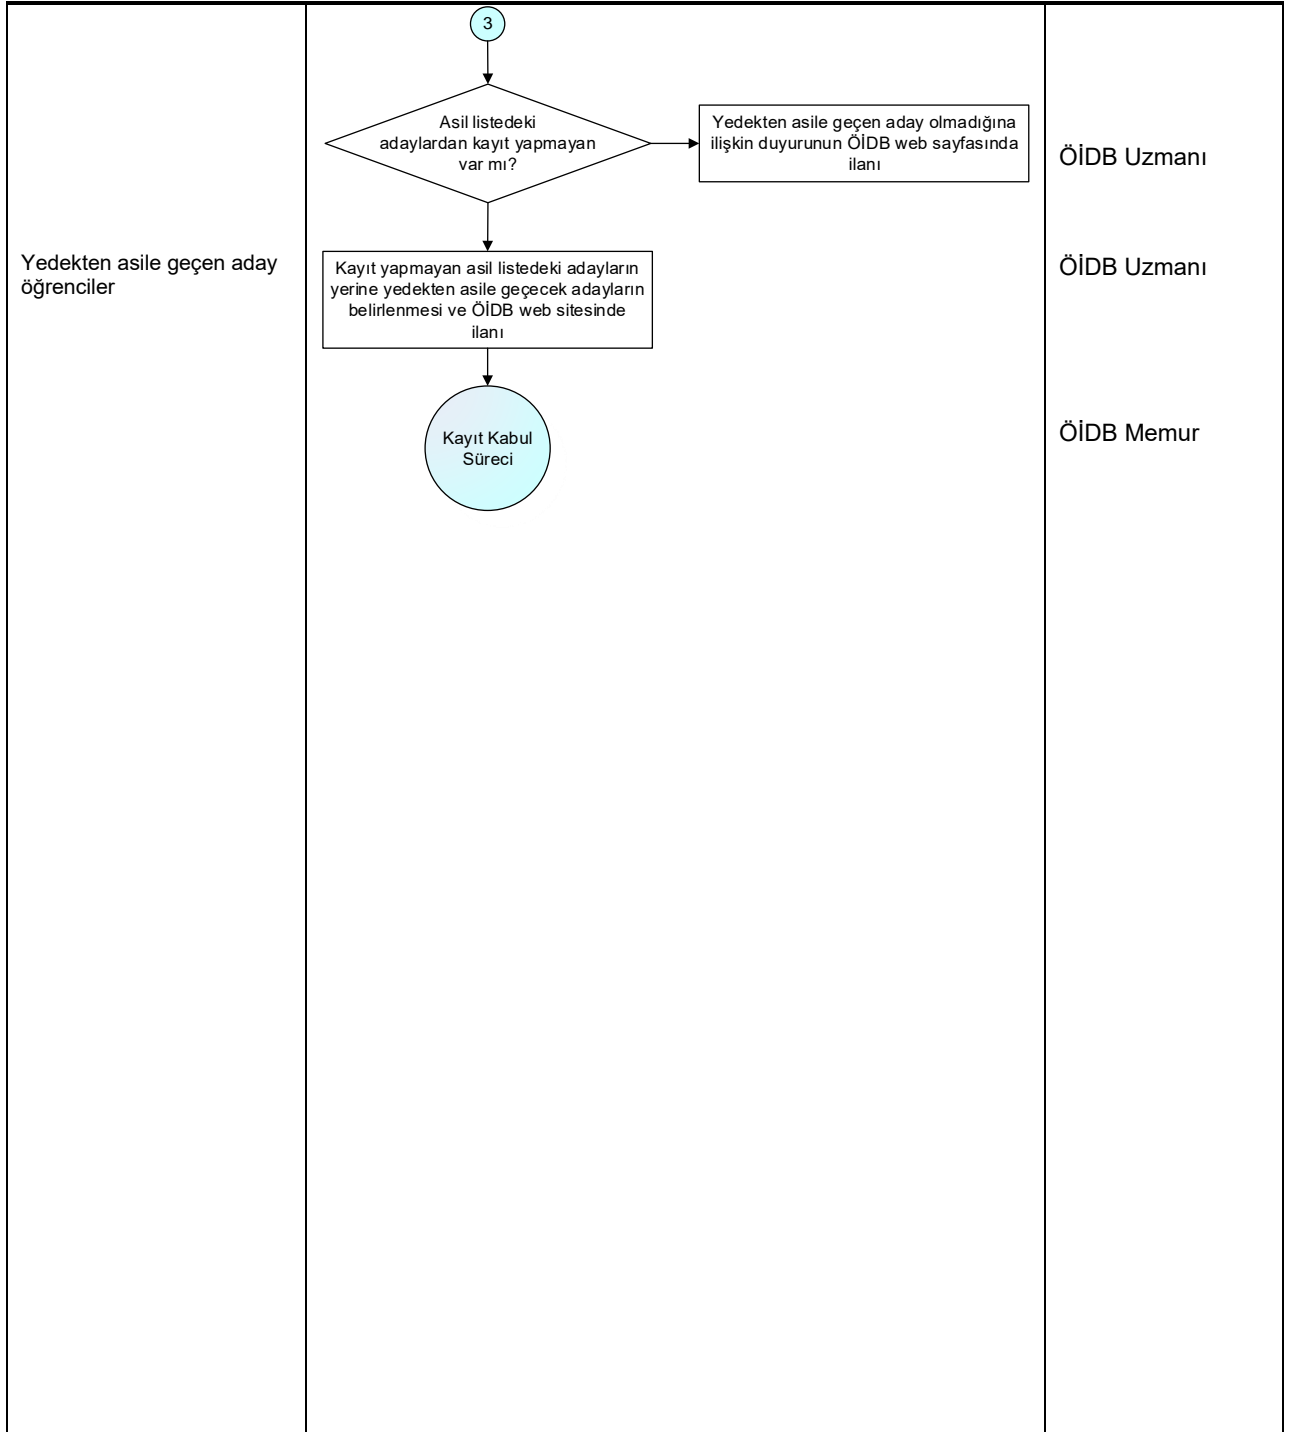 3
Asil listedeki
adaylardan kayıt yapmayan
var mı?
Yedekten asile geçen aday olmadığına
ilişkin duyurunun ÖİDB web sayfasında
ilanı
ÖİDB Uzmanı
Yedekten asile geçen aday
öğrenciler
Kayıt yapmayan asil listedeki adayların
yerine yedekten asile geçecek adayların
belirlenmesi ve ÖİDB web sitesinde
ilanı
ÖİDB Uzmanı
Kayıt Kabul
Süreci
ÖİDB Memur